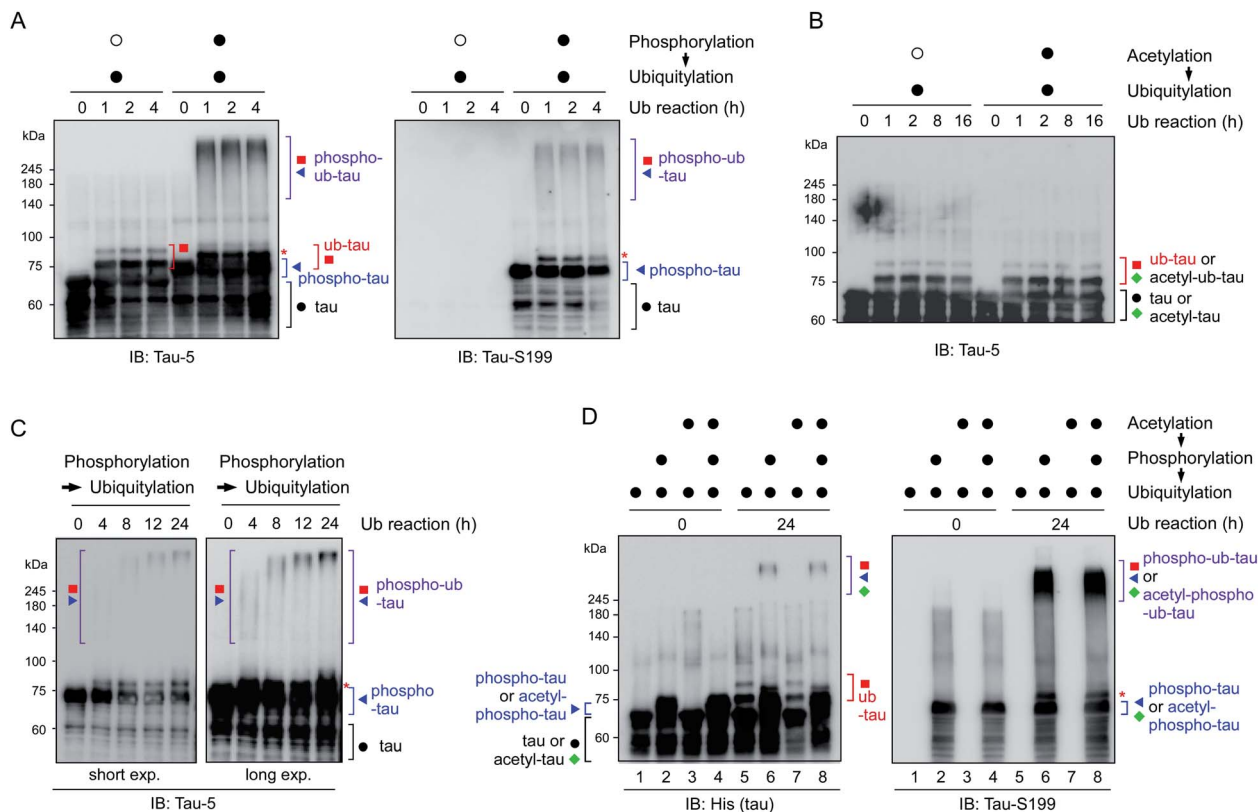 A
Phosphorylation
Ubiquitylation
0 1 2 4 0 1 2 4
0 1 2 4 0 1 2 4
Ub reaction (h)
kDa
245
180
140
100
75
60
phospho-
ub-tau
ub-tau
*
phospho-tau
tau
IB: Tau-5
phospho-ub
-tau
*
phospho-tau
tau
IB: Tau-S199
B
Acetylation
Ubiquitylation
0 1 2 8 16 0 1 2 8 16
Ub reaction (h)
kDa
245
180
140
100
75
60
ub-tau or
acetyl-ub-tau
tau or
acetyl-tau
IB: Tau-5
C
Phosphorylation
Ubiquitylation
Phosphorylation
Ubiquitylation
0 4 8 12 24
0 4 8 12 24
Ub reaction (h)
kDa
245
180
140
100
75
60
phospho-ub
-tau
*
phospho
-tau
tau
short exp.
long exp.
IB: Tau-5
D
Acetylation
Phosphorylation
Ubiquitylation
0 24
0 24
Ub reaction (h)
kDa
245
180
140
100
75
60
phospho-tau
or acetyl-
phospho-tau
tau or
acetyl-tau
ub
-tau
1 2 3 4 5 6 7 8
IB: His (tau)
phospho-ub-tau
or
acetyl-phospho
-ub-tau
*
phospho-tau
or acetyl-
phospho-tau
1 2 3 4 5 6 7 8
IB: Tau-S199